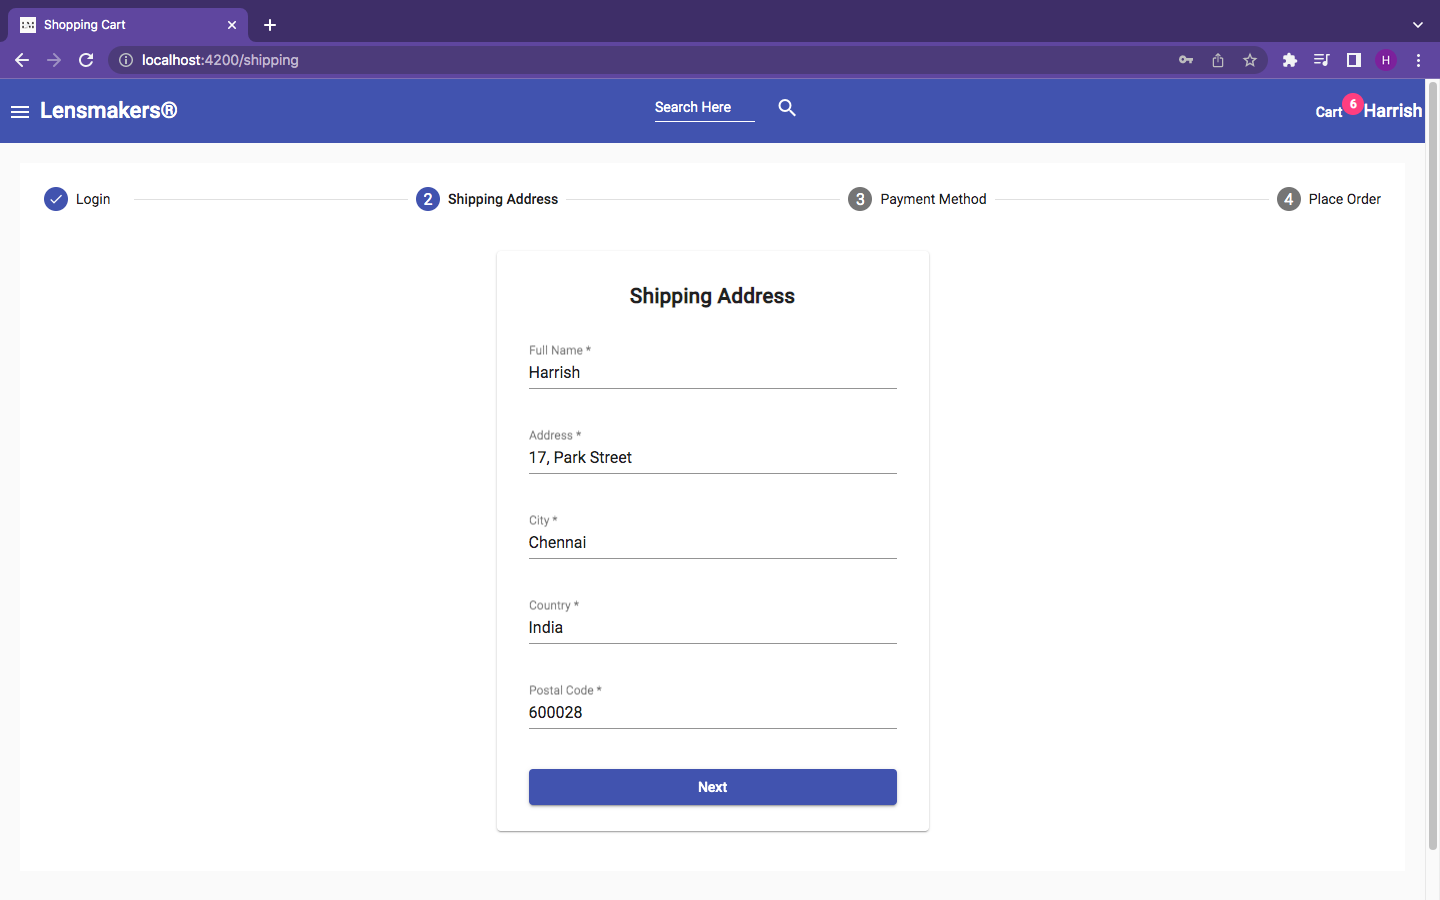 Shopping Cart
localhost:4200/shipping
H
Lensmakers®
Search Here
Cart 6 Harrish
Login
2 Shipping Address
3 Payment Method
4 Place Order
Shipping Address
Full Name *
Harrish
Address *
17, Park Street
City *
Chennai
Country *
India
Postal Code *
600028
Next